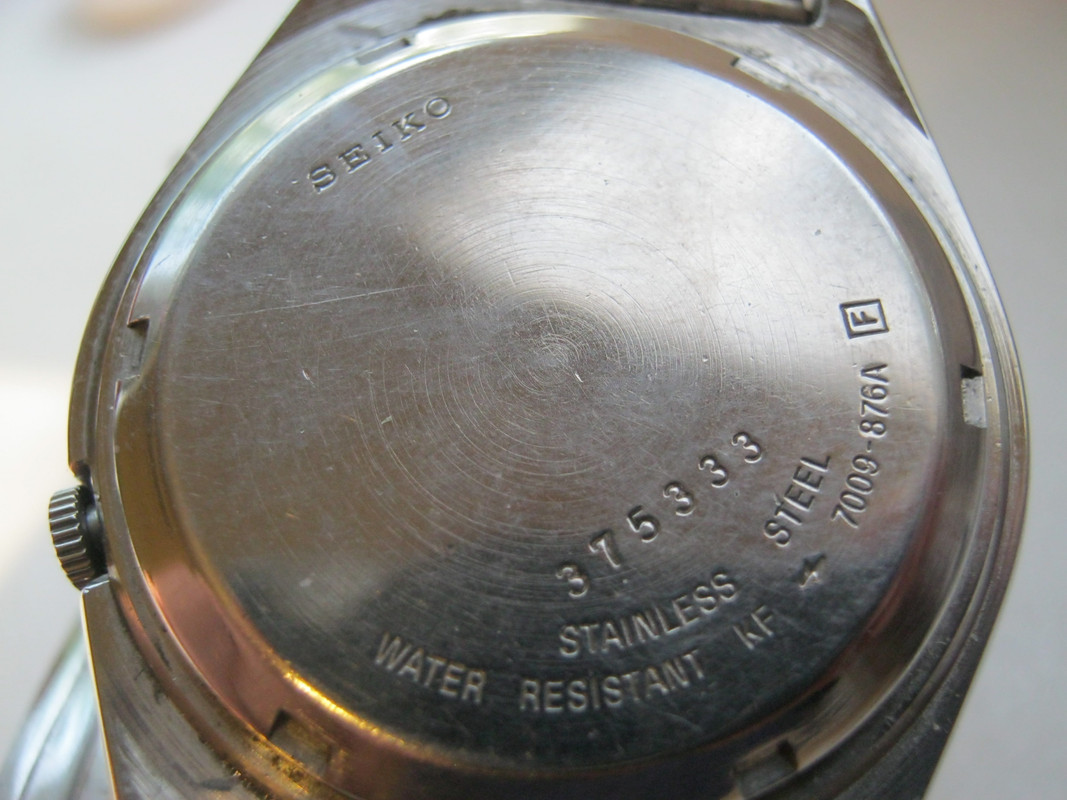 SEIKO
375333
STAINLESS STEEL
WATER RESISTANT KF 7009-876A F